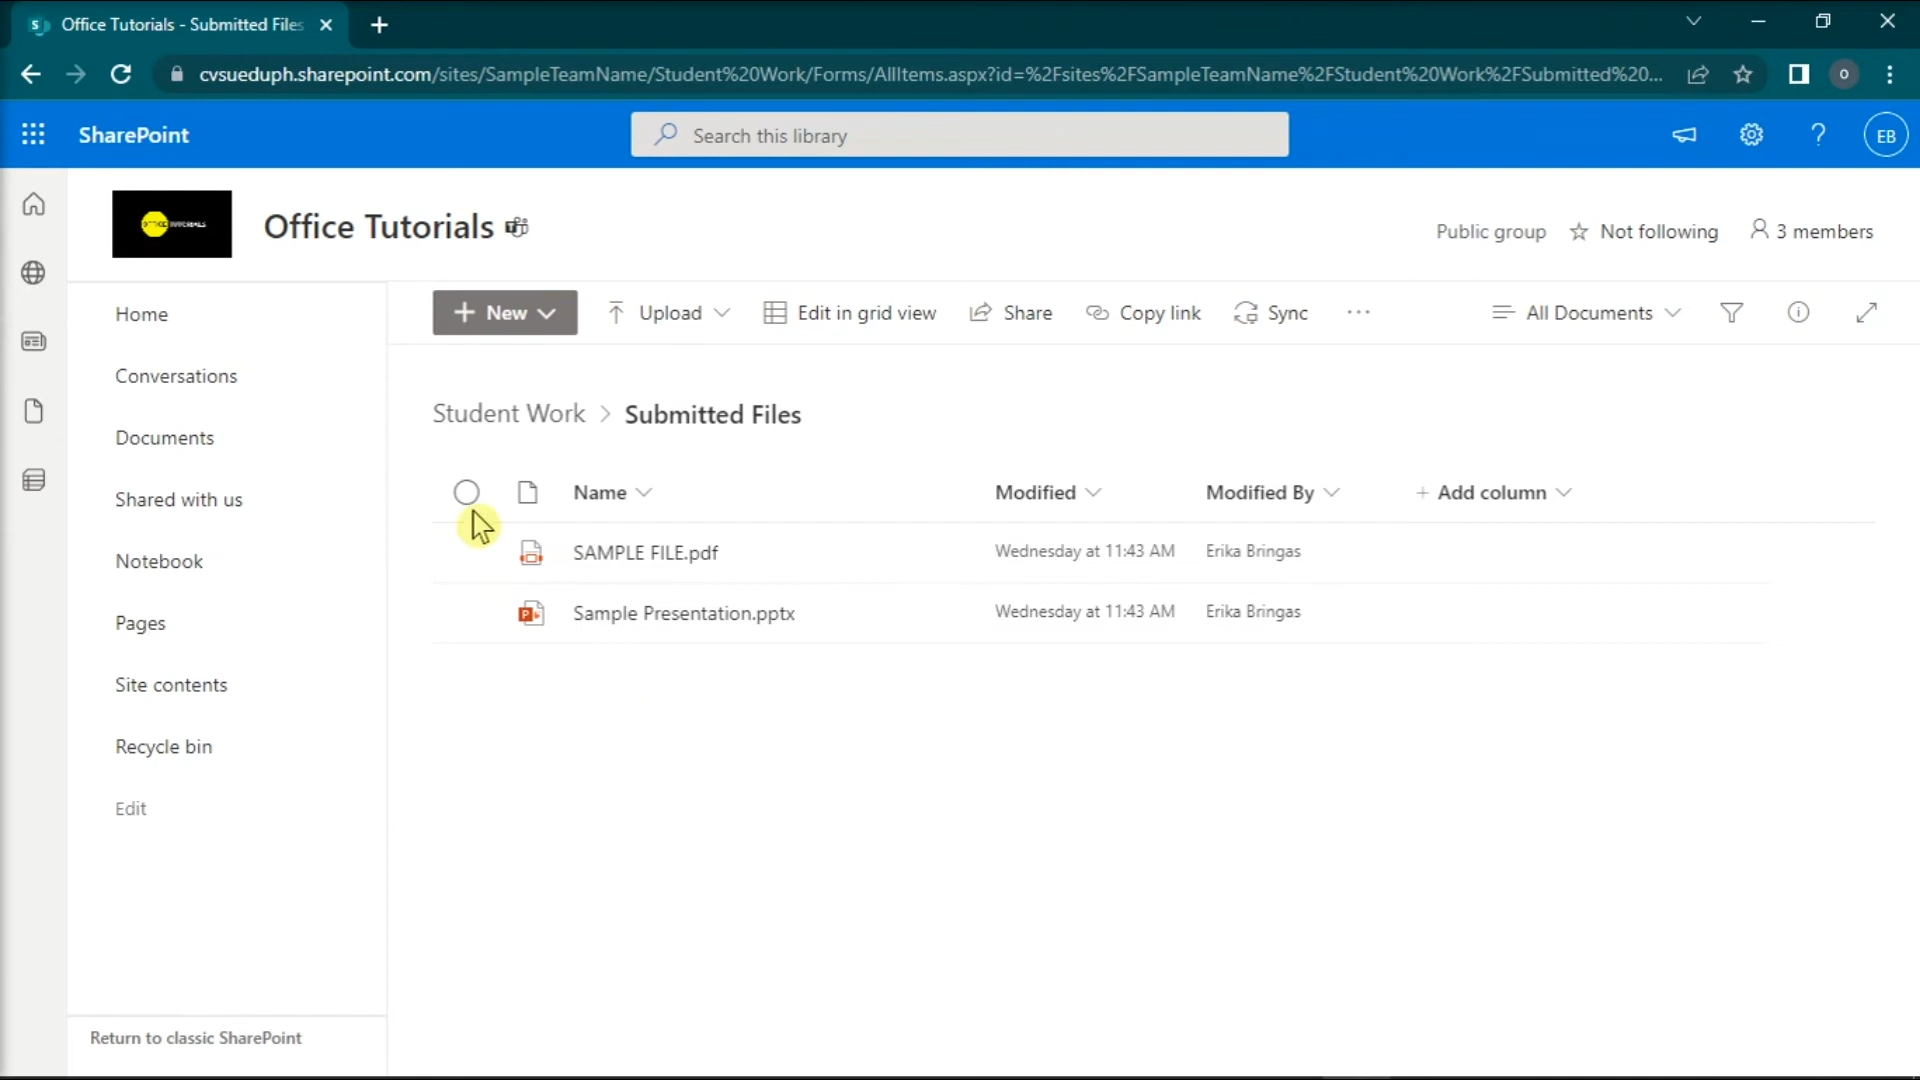 Office Tutorials - Submitted Files
cvsueduph.sharepoint.com/sites/SampleTeamName/Student%20Work/Forms/AllItems.aspx?id=%2Fsites%2FSampleTeamName%2FStudent%20Work%2FSubmitted%20...
O
SharePoint
Search this library
EB
Office Tutorials
Public group
Not following
3 members
Home
Conversations
Documents
Shared with us
Notebook
Pages
Site contents
Recycle bin
Edit
Return to classic SharePoint
+ New
Upload
Edit in grid view
Share
Copy link
Sync
...
All Documents
Student Work > Submitted Files
Name
Modified
Modified By
+ Add column
SAMPLE FILE.pdf
Wednesday at 11:43 AM
Erika Bringas
Sample Presentation.pptx
Wednesday at 11:43 AM
Erika Bringas